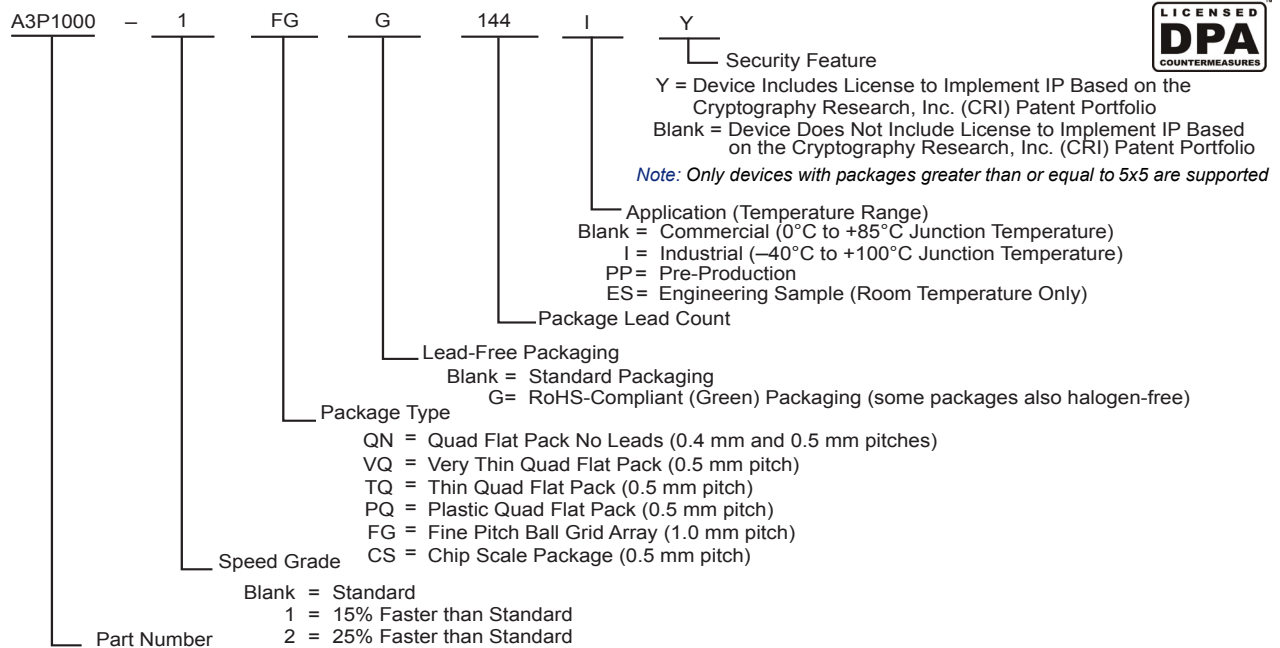 A3P1000 – 1 FG G 144 I Y
LICENSED
DPA
COUNTERMEASURES
TM
Security Feature
Y = Device Includes License to Implement IP Based on the
Cryptography Research, Inc. (CRI) Patent Portfolio
Blank = Device Does Not Include License to Implement IP Based
on the Cryptography Research, Inc. (CRI) Patent Portfolio
Note: Only devices with packages greater than or equal to 5x5 are supported
Application (Temperature Range)
Blank = Commercial (0°C to +85°C Junction Temperature)
I = Industrial (–40°C to +100°C Junction Temperature)
PP= Pre-Production
ES= Engineering Sample (Room Temperature Only)
Package Lead Count
Lead-Free Packaging
Blank = Standard Packaging
G= RoHS-Compliant (Green) Packaging (some packages also halogen-free)
Package Type
QN = Quad Flat Pack No Leads (0.4 mm and 0.5 mm pitches)
VQ = Very Thin Quad Flat Pack (0.5 mm pitch)
TQ = Thin Quad Flat Pack (0.5 mm pitch)
PQ = Plastic Quad Flat Pack (0.5 mm pitch)
FG = Fine Pitch Ball Grid Array (1.0 mm pitch)
CS = Chip Scale Package (0.5 mm pitch)
Speed Grade
Blank = Standard
1 = 15% Faster than Standard
2 = 25% Faster than Standard
Part Number